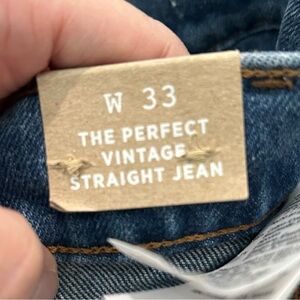 W 33
THE PERFECT
VINTAGE
STRAIGHT JEAN